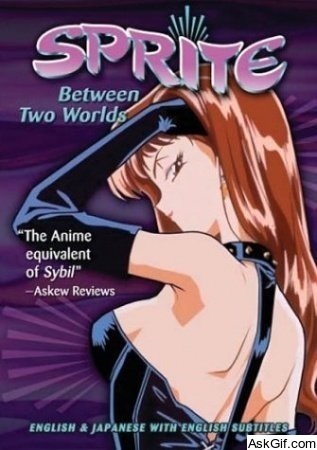 SPRITE
Between
Two Worlds
"The Anime
equivalent
of Sybil"
—Askew Reviews
ENGLISH & JAPANESE WITH ENGLISH SUBTITLES
AskGif.com